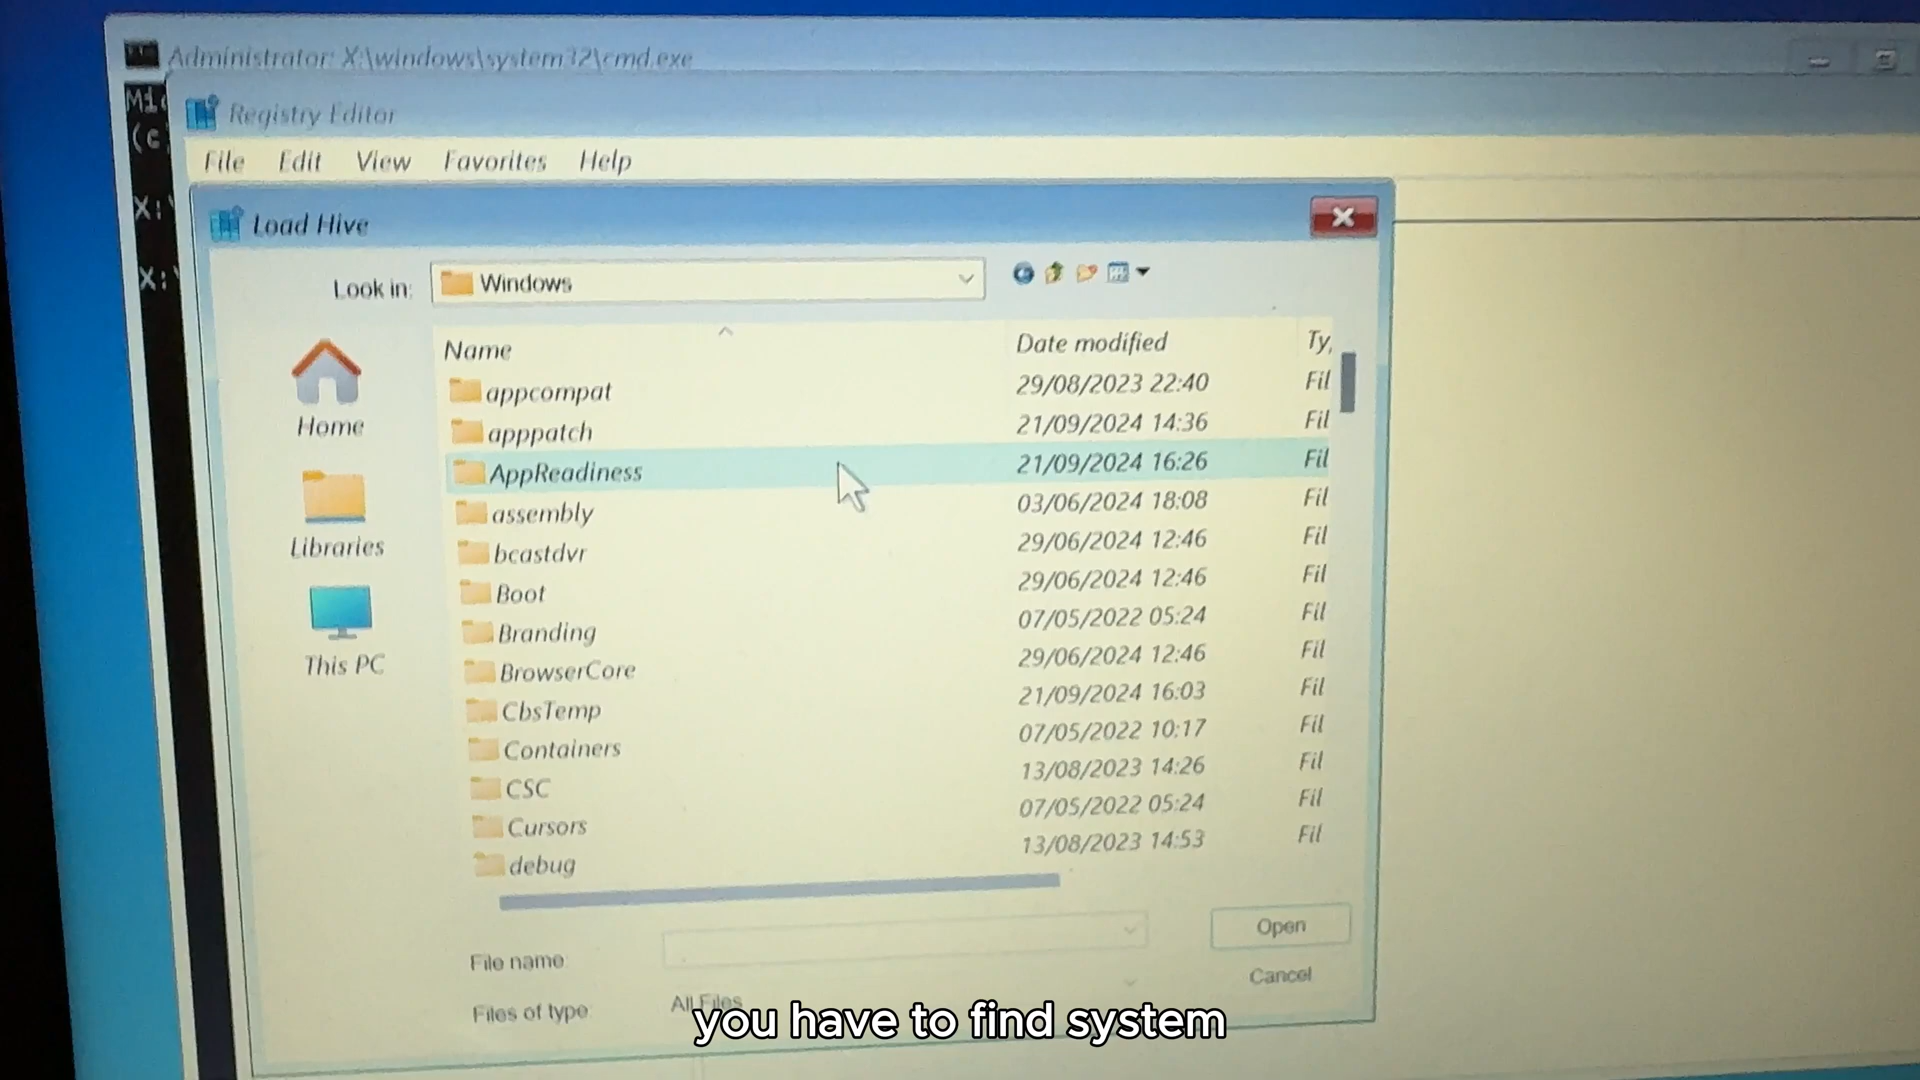 Administrator: X:\windows\system32\cmd.exe
Registry Editor
(c
File Edit View Favorites Help
X:\
Load Hive
X:\
Look in: Windows
Name Date modified
appcompat 29/08/2023 22:40 Fil
apppatch 21/09/2024 14:36 Fil
AppReadiness 21/09/2024 16:26 Fil
assembly 03/06/2024 18:08 Fil
bcastdvr 29/06/2024 12:46 Fil
Boot 29/06/2024 12:46 Fil
Branding 07/05/2022 05:24 Fil
BrowserCore 29/06/2024 12:46 Fil
CbsTemp 21/09/2024 16:03 Fil
Containers 07/05/2022 10:17 Fil
CSC 13/08/2023 14:26 Fil
Cursors 07/05/2022 05:24 Fil
debug 13/08/2023 14:53 Fil
Home
Libraries
This PC
File name: Open
Files of type: All Files Cancel
you have to find system